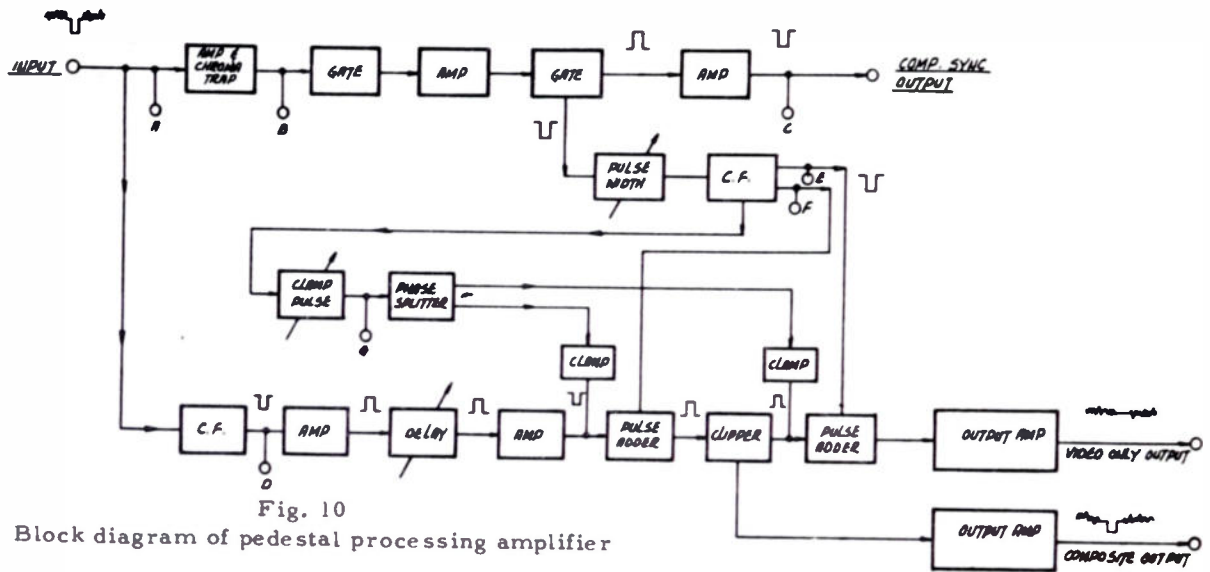 INPUT
AMP &
CHROMA
TRAP
GATE
AMP
GATE
AMP
COMP. SYNC
OUTPUT
A
B
C
PULSE
WIDTH
C.F.
E
F
CLAMP
PULSE
PHASE
SPLITTER
G
CLAMP
CLAMP
C.F.
AMP
DELAY
AMP
PULSE
ADDER
CLIPPER
PULSE
ADDER
OUTPUT AMP
VIDEO ONLY OUTPUT
D
OUTPUT AMP
COMPOSITE OUTPUT
Fig. 10
Block diagram of pedestal processing amplifier